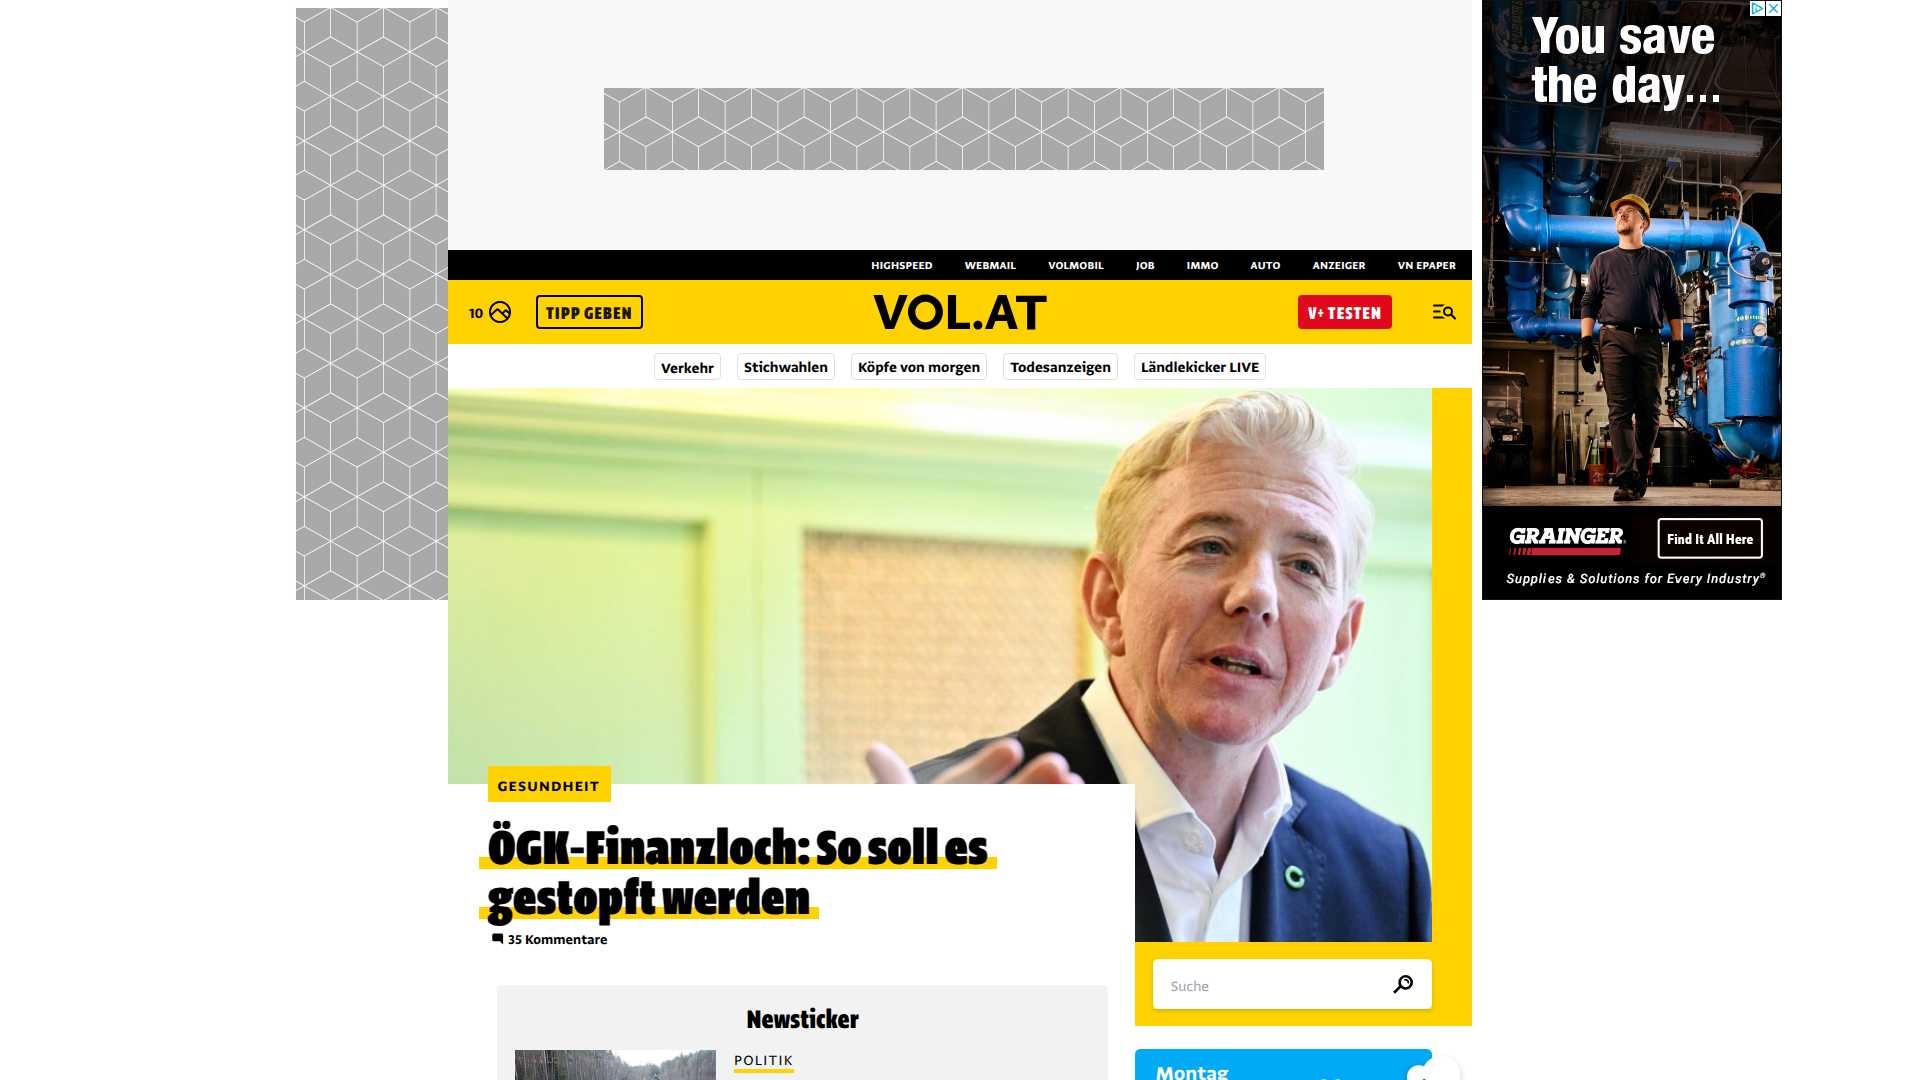 You save
the day...
HIGHSPEED
WEBMAIL
VOLMOBIL
JOB
IMMO
AUTO
ANZEIGER
VN EPAPER
10
TIPP GEBEN
VOL.AT
V+ TESTEN
Verkehr
Stichwahlen
Köpfe von morgen
Todesanzeigen
Ländlekicker LIVE
GRAINGER
Find It All Here
Supplies & Solutions for Every Industry®
GESUNDHEIT
ÖGK-Finanzloch: So soll es
gestopft werden
35 Kommentare
Suche
Newsticker
POLITIK
Montag